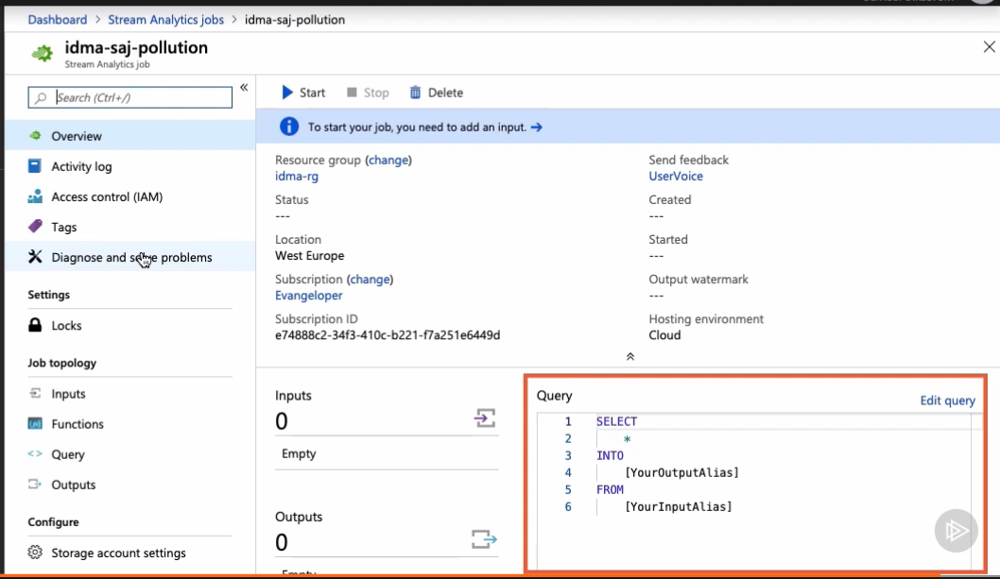 Dashboard > Stream Analytics jobs > idma-saj-pollution
idma-saj-pollution
Stream Analytics job
Search (Ctrl+/)
«
Overview
Activity log
Access control (IAM)
Tags
Diagnose and solve problems
Settings
Locks
Job topology
Inputs
Functions
Query
Outputs
Configure
Storage account settings
Start
Stop
Delete
To start your job, you need to add an input. →
Resource group (change)
idma-rg
Status
---
Location
West Europe
Subscription (change)
Evangeloper
Subscription ID
e74888c2-34f3-410c-b221-f7a251e6449d
Send feedback
UserVoice
Created
---
Started
---
Output watermark
---
Hosting environment
Cloud
Inputs
0
Empty
Outputs
0
Empty
Query
Edit query
1 SELECT
2 *
3 INTO
4 [YourOutputAlias]
5 FROM
6 [YourInputAlias]